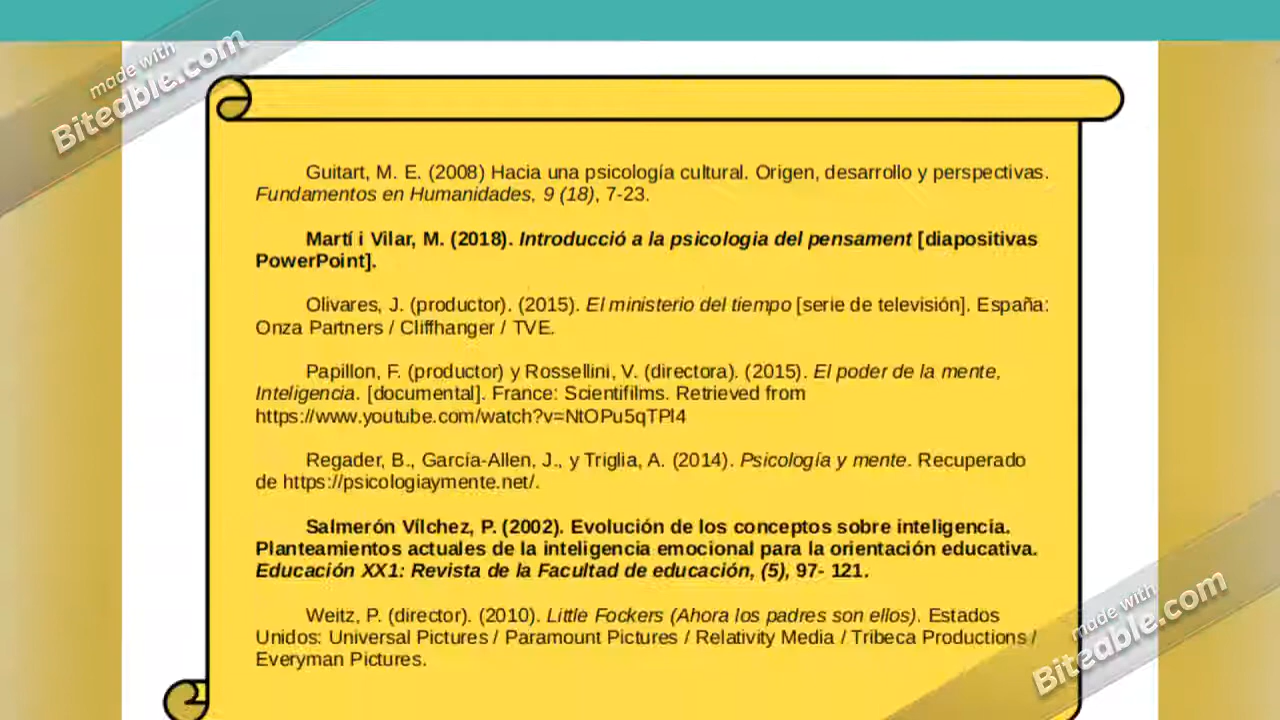 made with
Biteable.com
Guitart, M. E. (2008) Hacia una psicología cultural. Origen, desarrollo y perspectivas.
Fundamentos en Humanidades, 9 (18), 7-23.
Martí i Vilar, M. (2018). Introducció a la psicologia del pensament [diapositivas
PowerPoint].
Olivares, J. (productor). (2015). El ministerio del tiempo [serie de televisión]. España:
Onza Partners / Cliffhanger / TVE.
Papillon, F. (productor) y Rossellini, V. (directora). (2015). El poder de la mente,
Inteligencia. [documental]. France: Scientifilms. Retrieved from
https://www.youtube.com/watch?v=NtOPu5qTPl4
Regader, B., García-Allen, J., y Triglia, A. (2014). Psicología y mente. Recuperado
de https://psicologiaymente.net/.
Salmerón Vílchez, P. (2002). Evolución de los conceptos sobre inteligencia.
Planteamientos actuales de la inteligencia emocional para la orientación educativa.
Educación XX1: Revista de la Facultad de educación, (5), 97- 121.
Weitz, P. (director). (2010). Little Fockers (Ahora los padres son ellos). Estados
Unidos: Universal Pictures / Paramount Pictures / Relativity Media / Tribeca Productions /
Everyman Pictures.
made with
Biteable.com